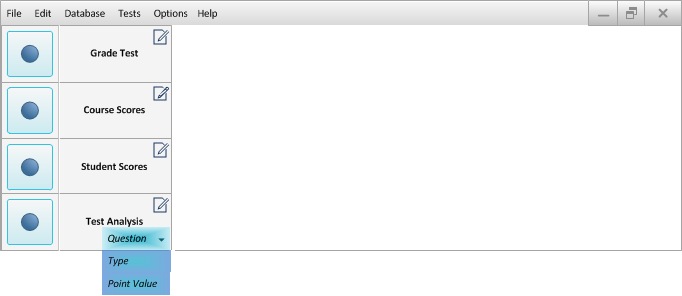 File Edit Database Tests Options Help
Grade Test
Course Scores
Student Scores
Test Analysis
Question
Type
Point Value